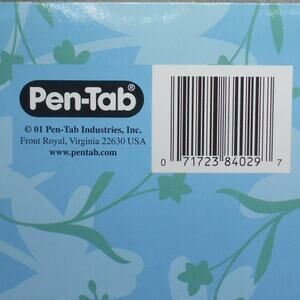 Pen-Tab®
© 01 Pen-Tab Industries, Inc.
Front Royal, Virginia 22630 USA
www.pentab.com
0 71723 84029 7